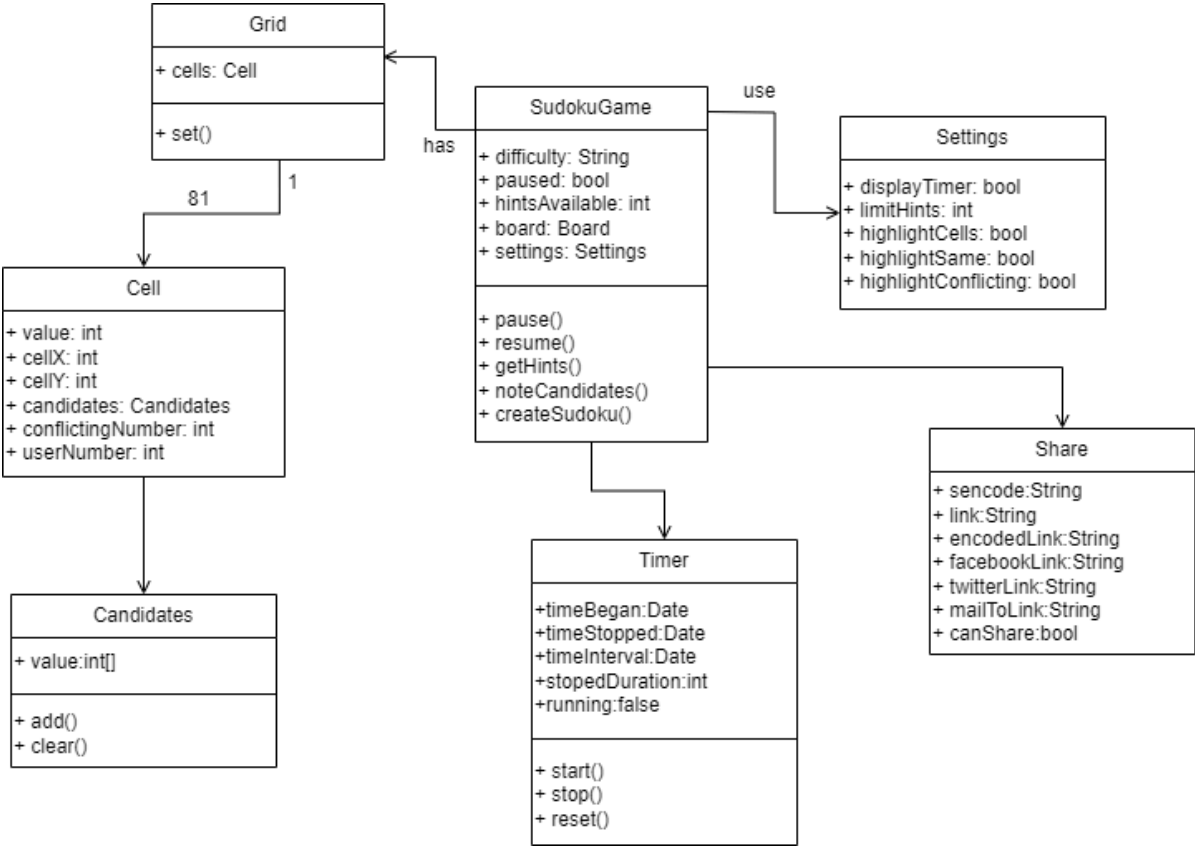 Grid
+ cells: Cell
+ set()
has
81
1
SudokuGame
+ difficulty: String
+ paused: bool
+ hintsAvailable: int
+ board: Board
+ settings: Settings
+ pause()
+ resume()
+ getHints()
+ noteCandidates()
+ createSudoku()
use
Settings
+ displayTimer: bool
+ limitHints: int
+ highlightCells: bool
+ highlightSame: bool
+ highlightConflicting: bool
Cell
+ value: int
+ cellX: int
+ cellY: int
+ candidates: Candidates
+ conflictingNumber: int
+ userNumber: int
Share
+ sencode:String
+ link:String
+ encodedLink:String
+ facebookLink:String
+ twitterLink:String
+ mailToLink:String
+ canShare:bool
Candidates
+ value:int[]
+ add()
+ clear()
Timer
+timeBegan:Date
+timeStopped:Date
+timeInterval:Date
+stopedDuration:int
+running:false
+ start()
+ stop()
+ reset()